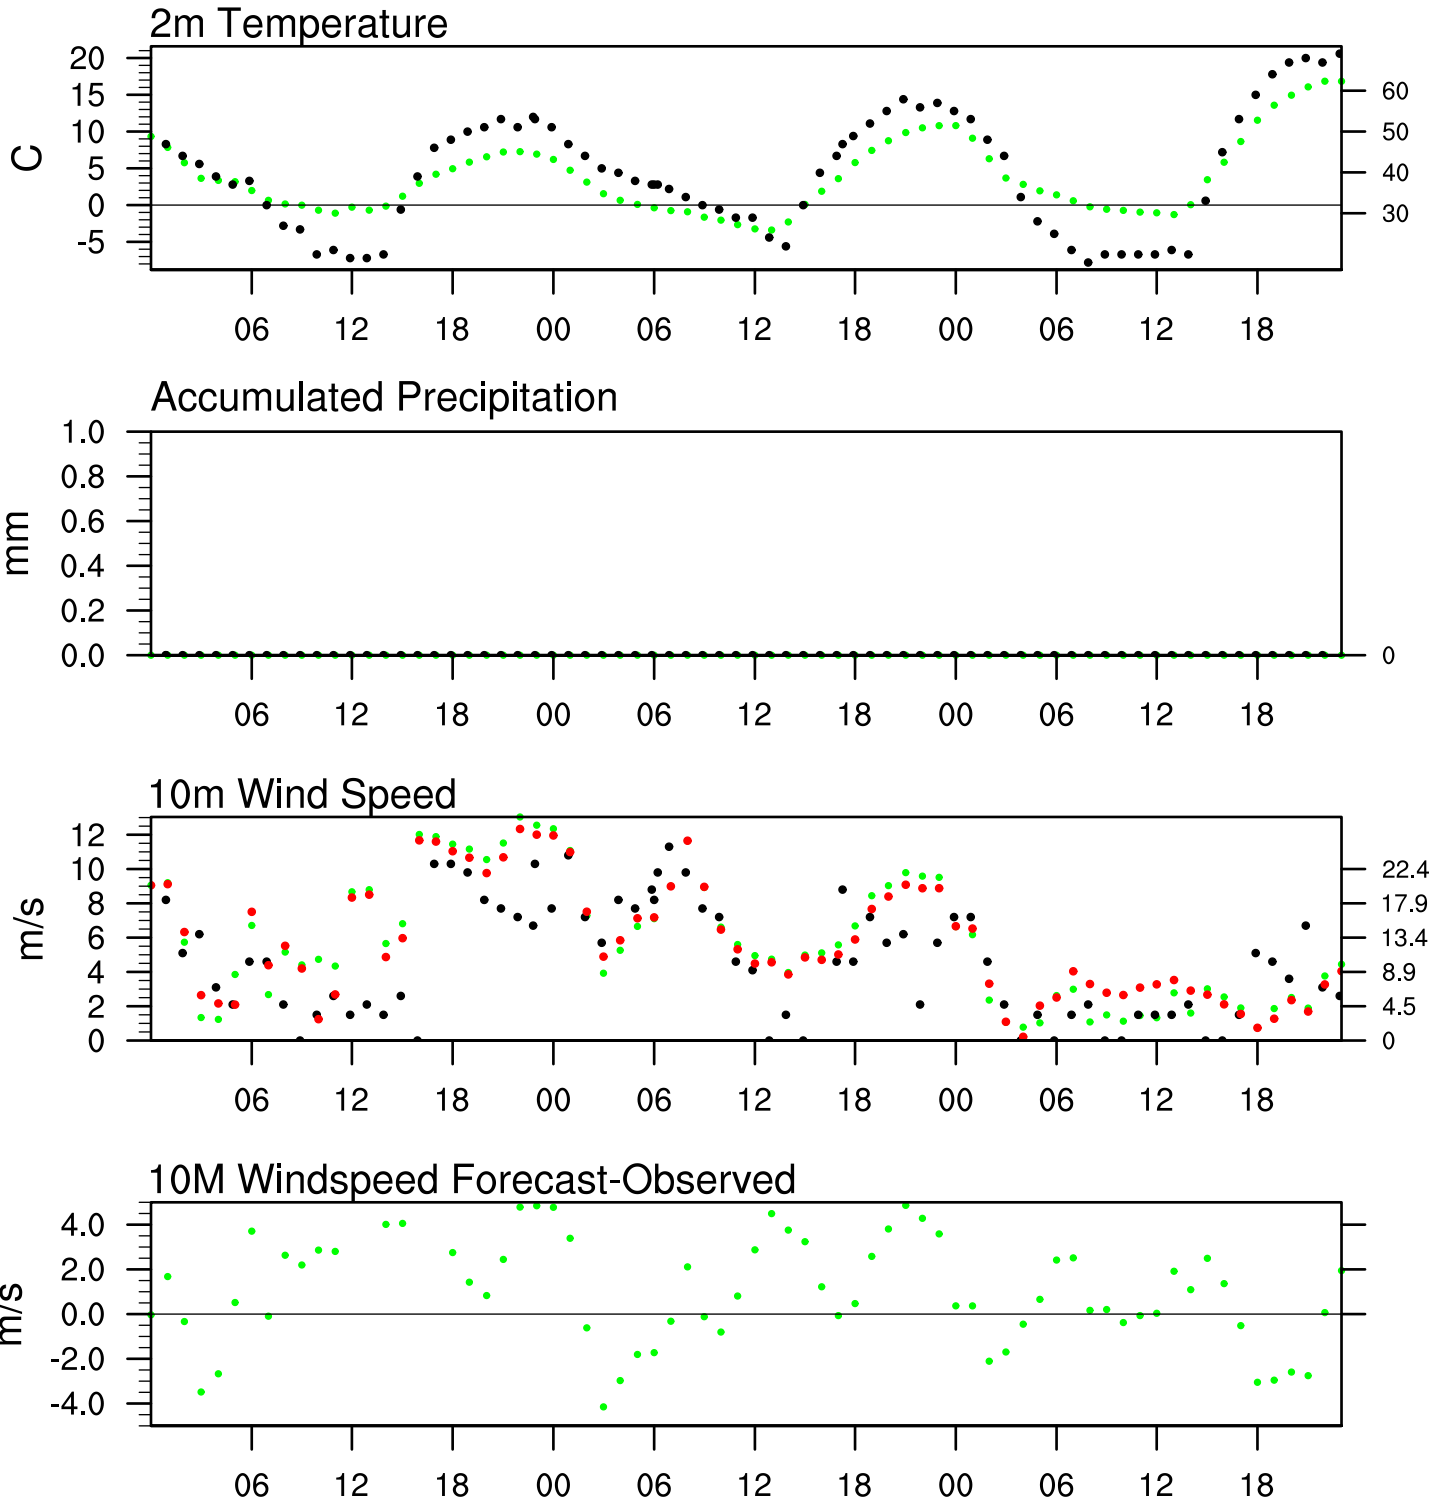 2m Temperature
20
15
10
5
0
-5
C
60
50
40
30
06 12 18 00 06 12 18 00 06 12 18
Accumulated Precipitation
1.0
0.8
0.6
0.4
0.2
0.0
mm
0
06 12 18 00 06 12 18 00 06 12 18
10m Wind Speed
12
10
8
6
4
2
0
m/s
22.4
17.9
13.4
8.9
4.5
0
06 12 18 00 06 12 18 00 06 12 18
10M Windspeed Forecast-Observed
4.0
2.0
0.0
-2.0
-4.0
m/s
06 12 18 00 06 12 18 00 06 12 18